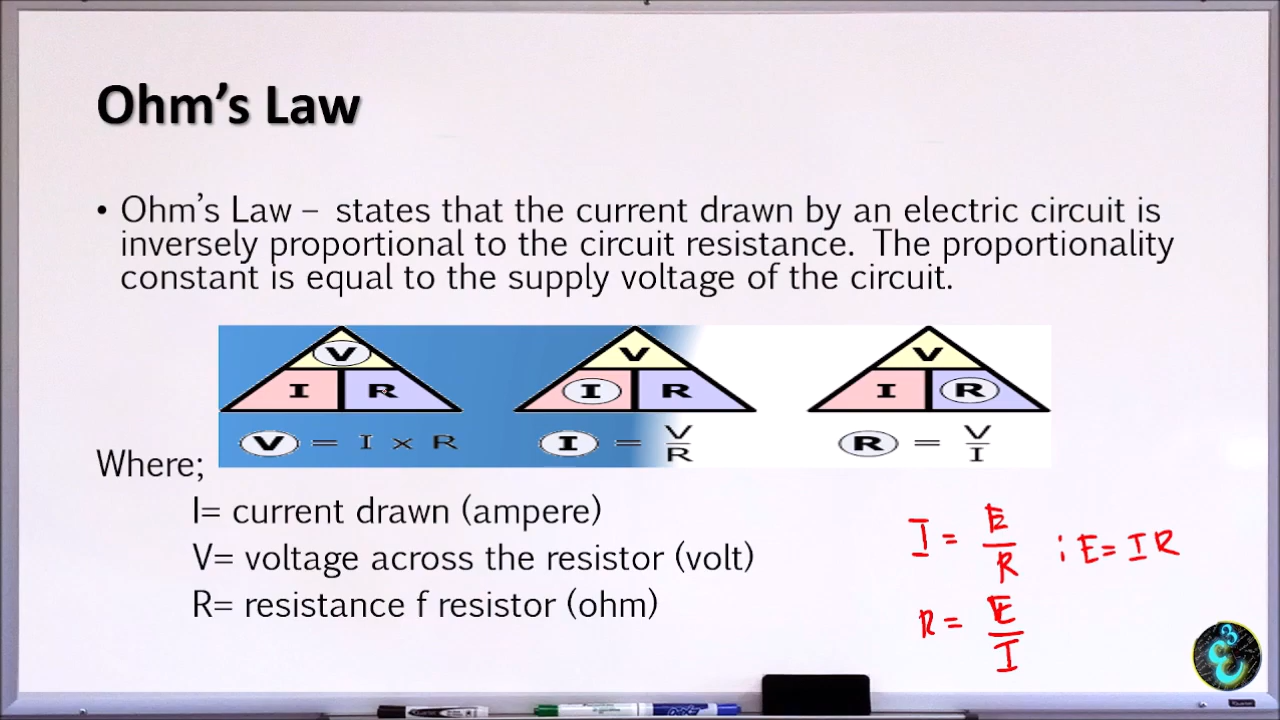 Ohm's Law
• Ohm's Law – states that the current drawn by an electric circuit is
inversely proportional to the circuit resistance. The proportionality
constant is equal to the supply voltage of the circuit.
V
I R
V = I x R
V
I R
I = V/R
V
I R
R = V/I
Where;
I= current drawn (ampere)
V= voltage across the resistor (volt)
R= resistance f resistor (ohm)
I = E/R ; E = IR
R = E/I
ε3